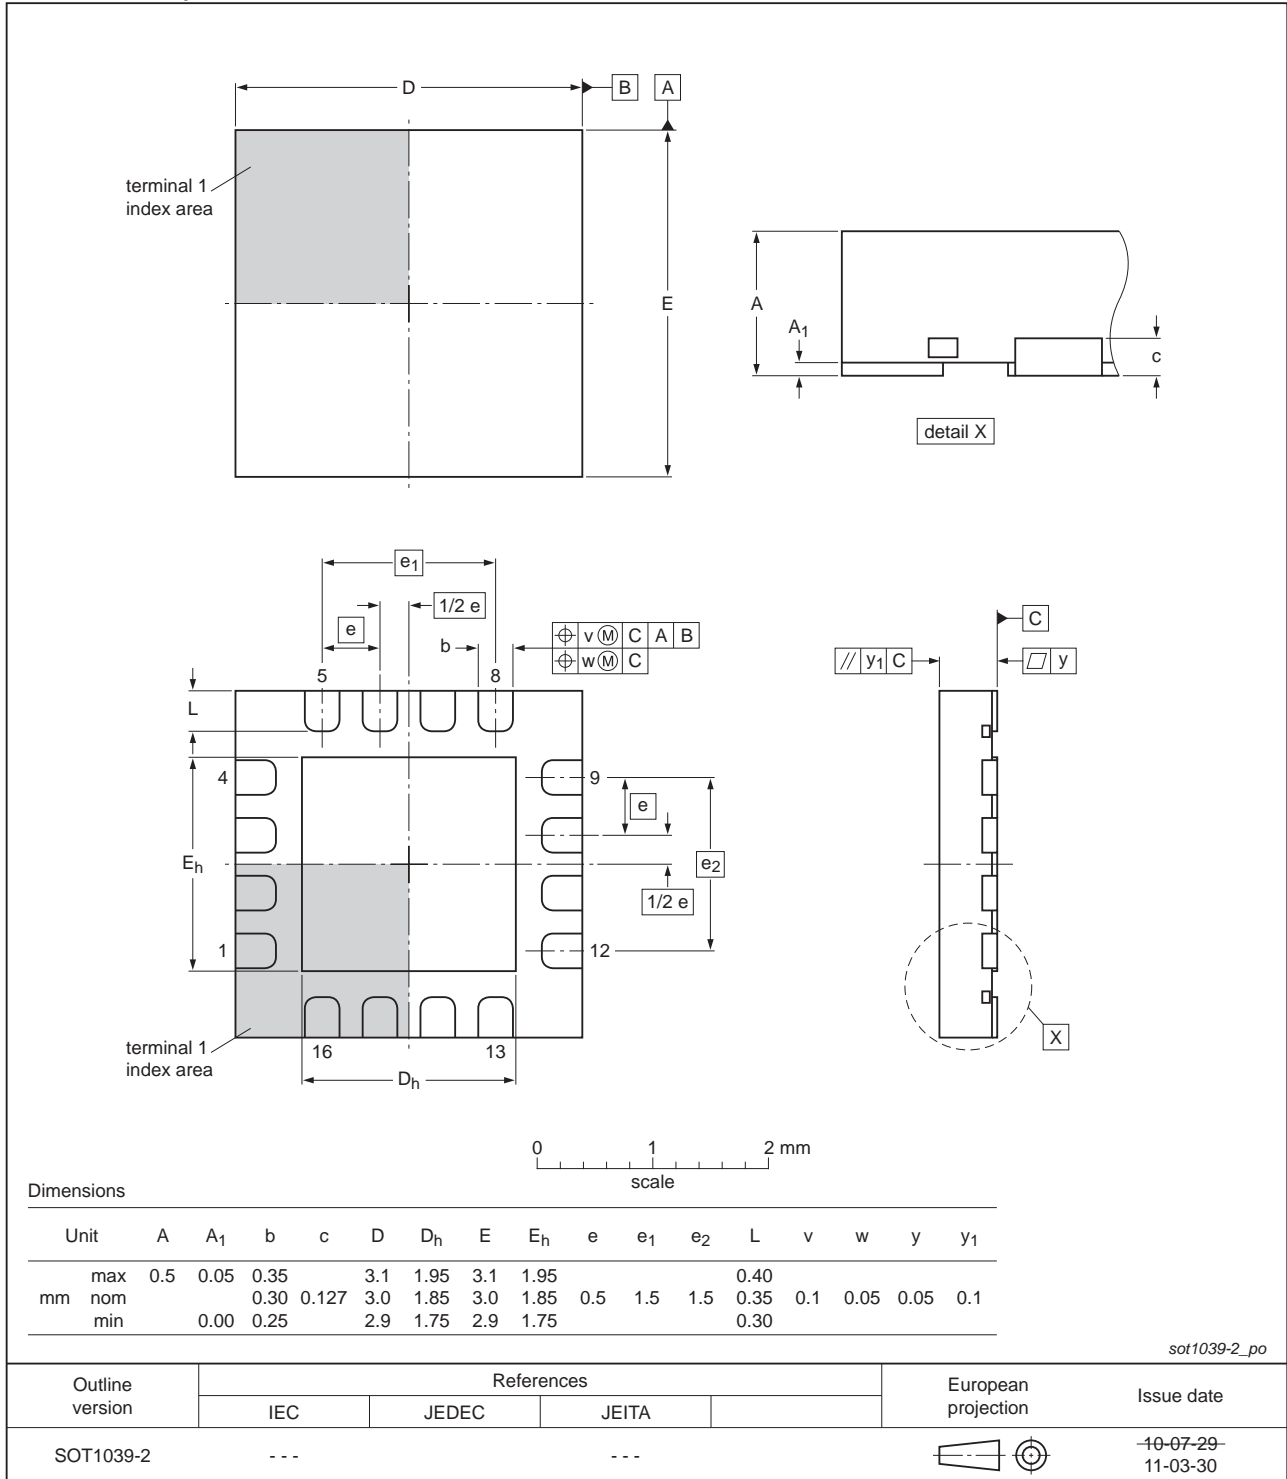 D
B
A
terminal 1
index area
E
A
A1
c
detail X
e1
1/2 e
e
b
v M C A B
w M C
5
8
L
4
9
e
Eh
e2
1/2 e
1
12
terminal 1
index area
16
13
Dh
C
// y1 C
y
X
0 1 2 mm
scale
Dimensions
Unit A A1 b c D Dh E Eh e e1 e2 L v w y y1
max 0.5 0.05 0.35 3.1 1.95 3.1 1.95 0.40
mm nom 0.30 0.127 3.0 1.85 3.0 1.85 0.5 1.5 1.5 0.35 0.1 0.05 0.05 0.1
min 0.00 0.25 2.9 1.75 2.9 1.75 0.30
sot1039-2_po
Outline version
References
European projection
Issue date
IEC JEDEC JEITA
SOT1039-2 - - - - - -
10-07-29
11-03-30